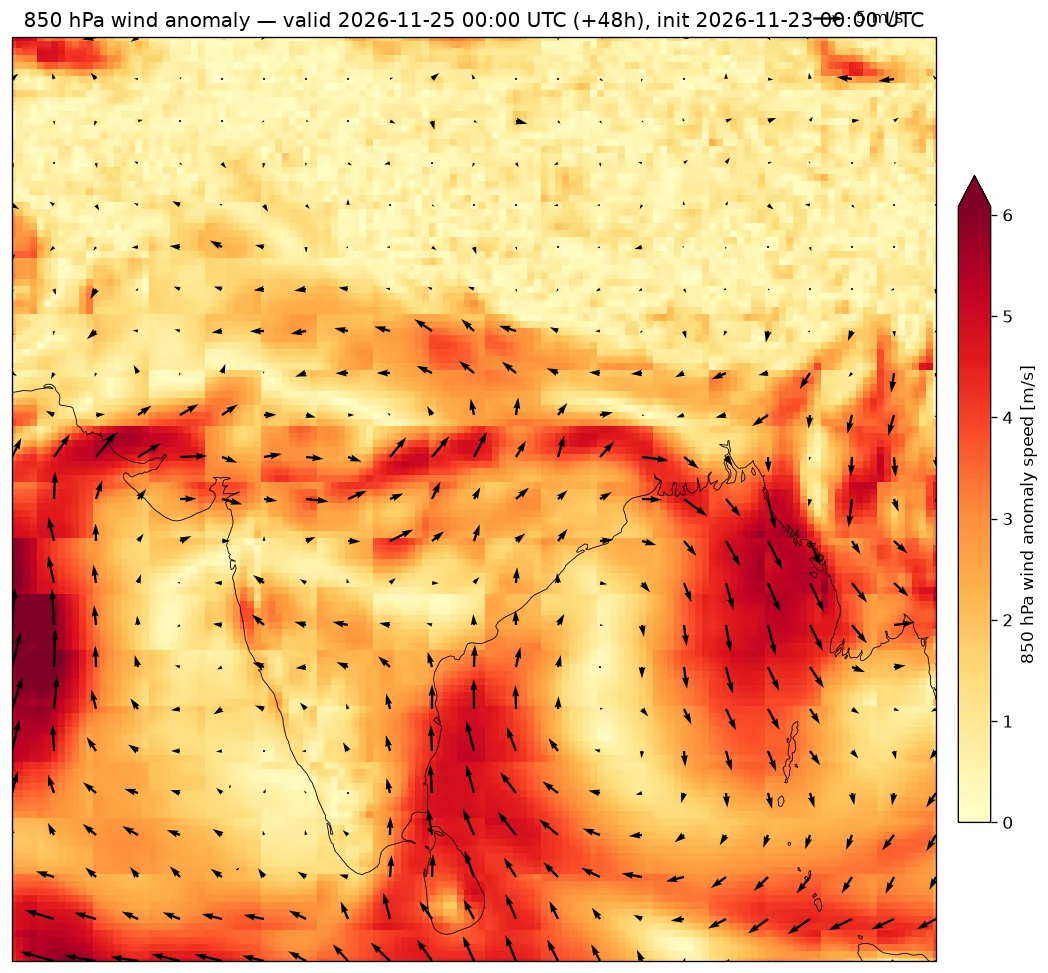 850 hPa wind anomaly — valid 2026-11-25 00:00 UTC (+48h), init 2026-11-23 00:00 UTC
5 m/s
6
5
4
3
2
1
0
850 hPa wind anomaly speed [m/s]